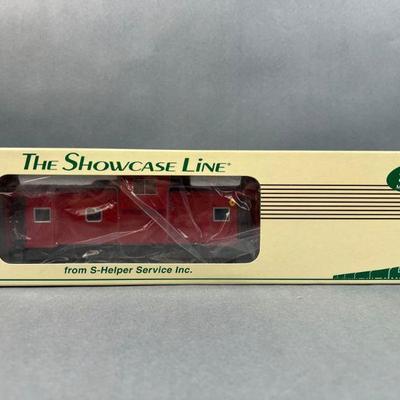 THE SHOWCASE LINE®
from S-Helper Service Inc.